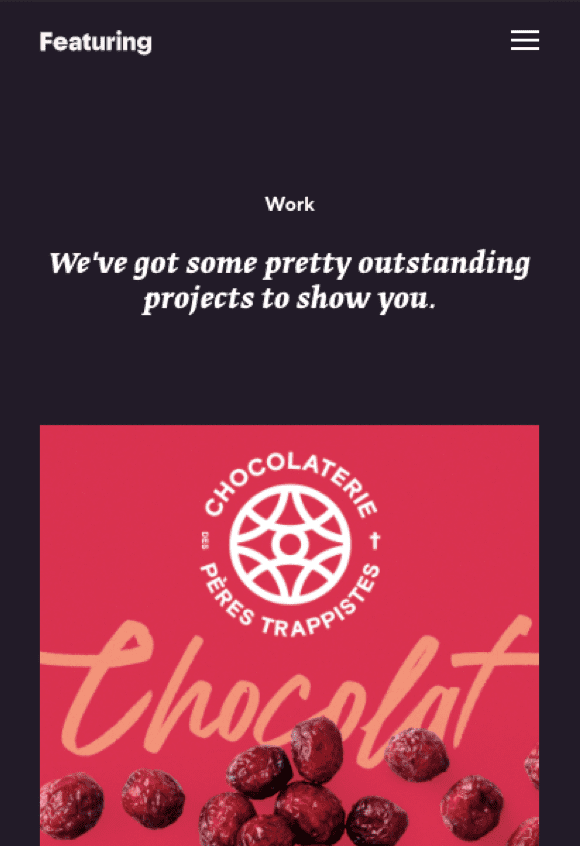 Featuring
Work
We've got some pretty outstanding
projects to show you.
CHOCOLATERIE
DES
PÈRES TRAPPISTES
Chocolat